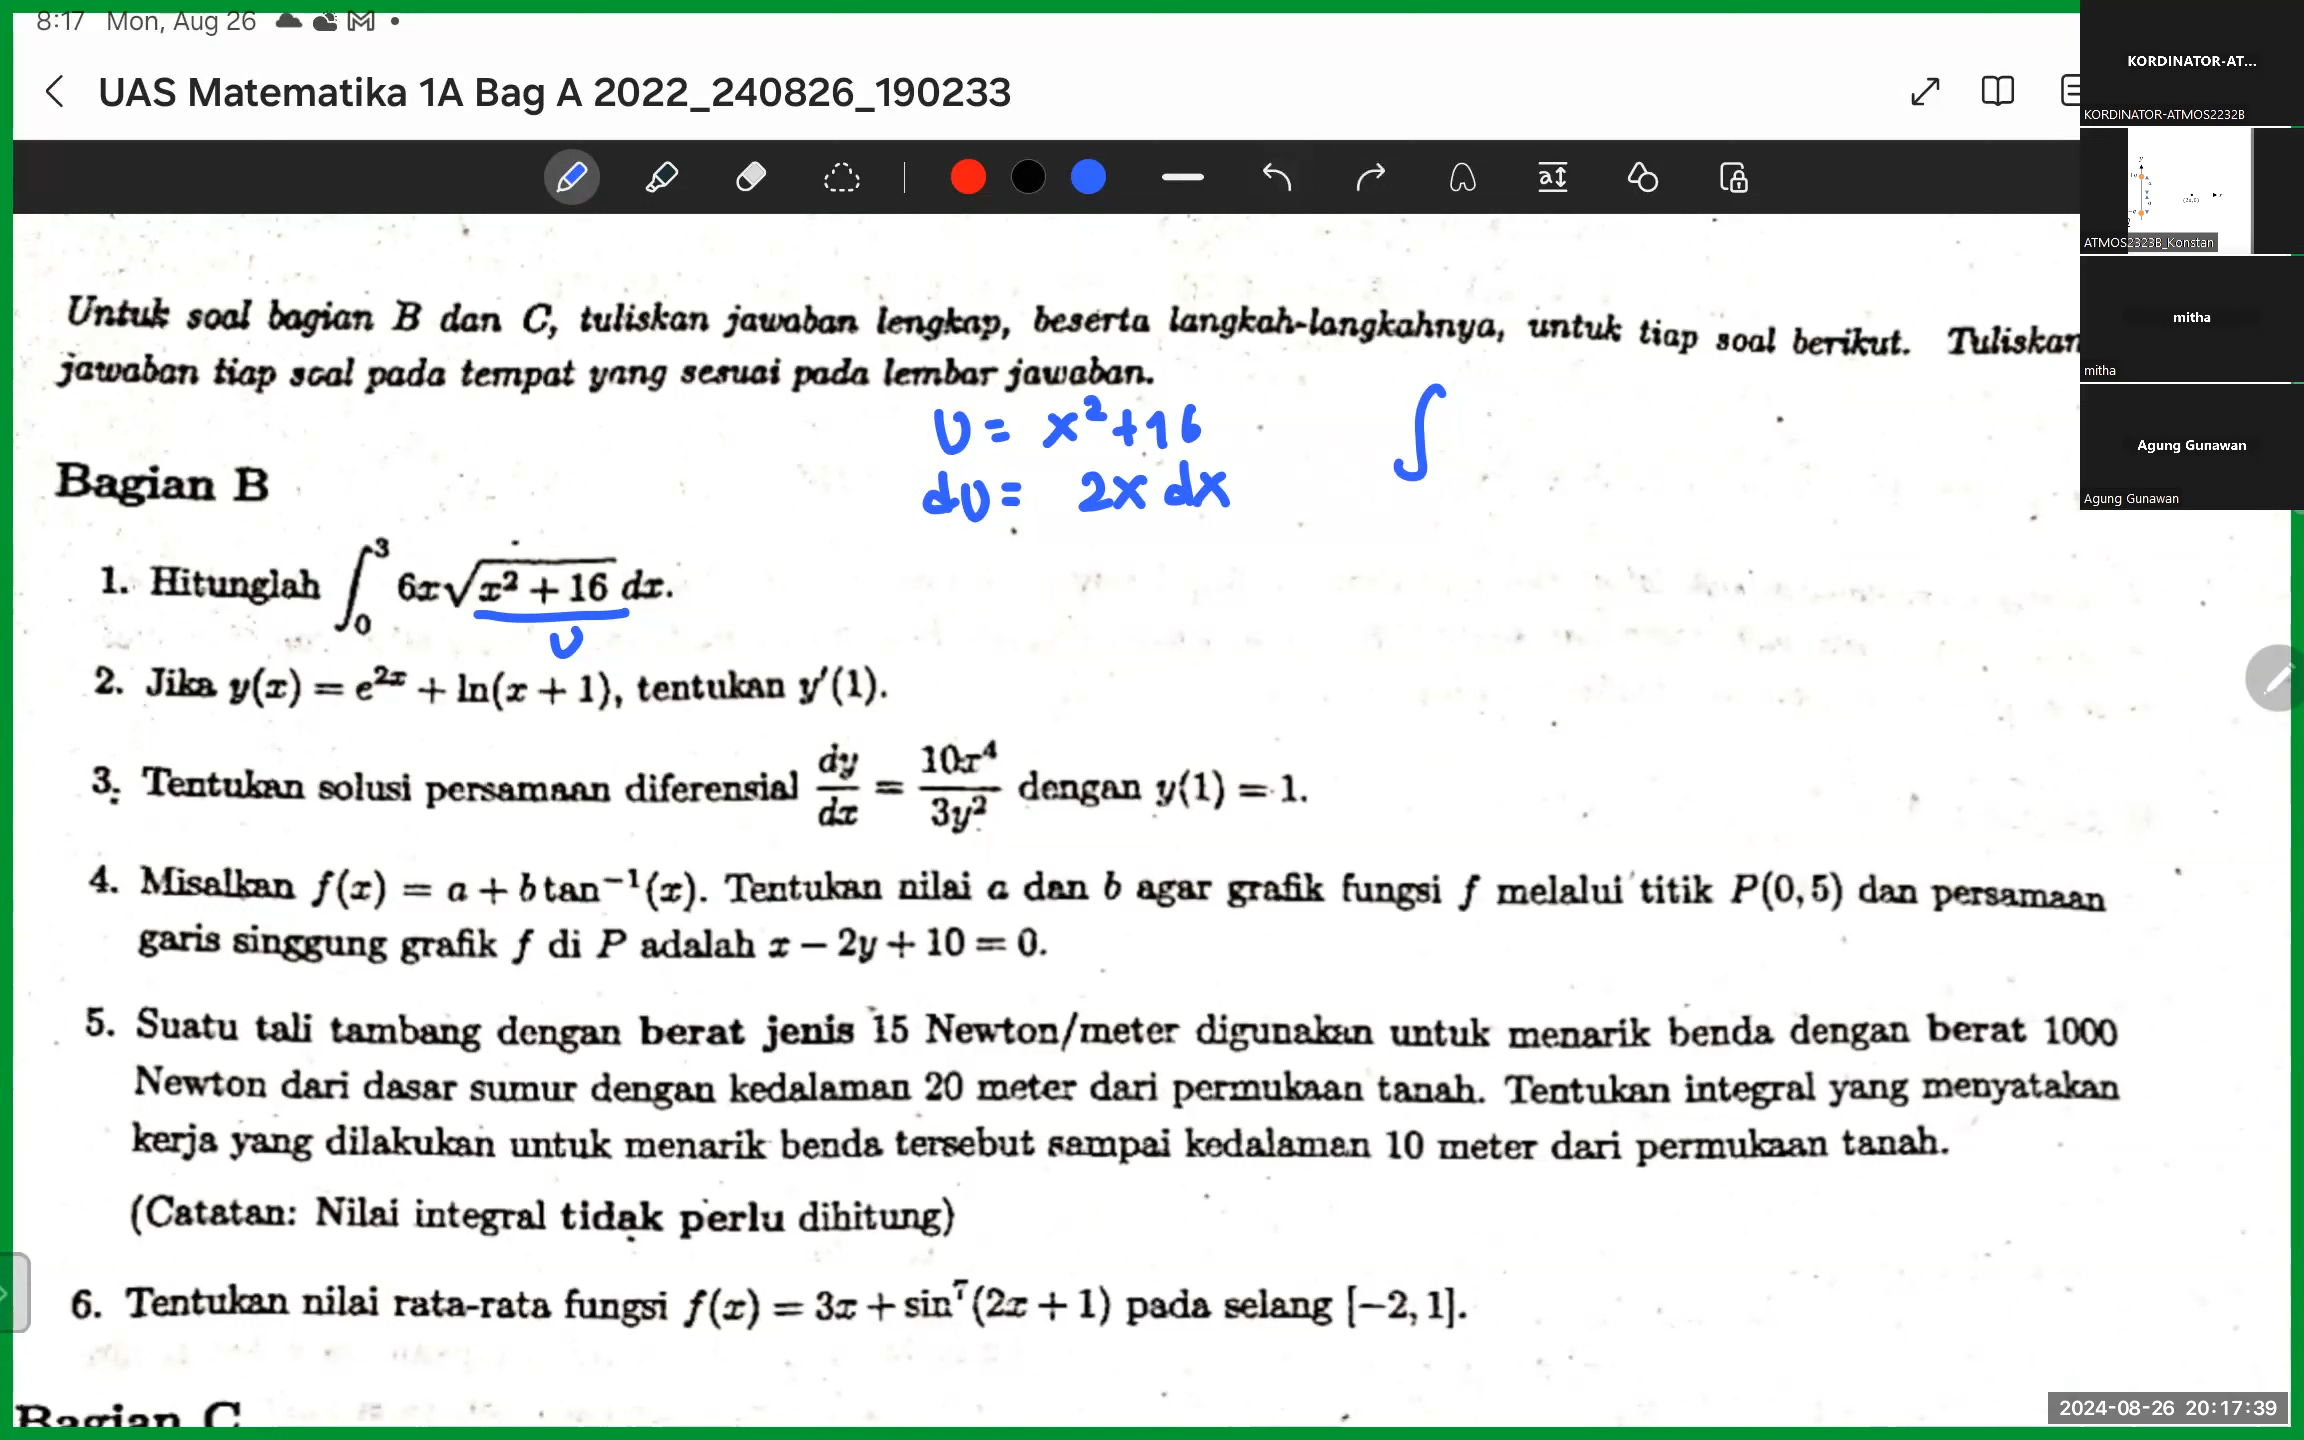 8:17 Mon, Aug 26
UAS Matematika 1A Bag A 2022_240826_190233
KORDINATOR-AT...
KORDINATOR-ATMOS2232B
ATMOS2323B_Konstan
mitha
mitha
Agung Gunawan
Agung Gunawan
Untuk soal bagian B dan C, tuliskan jawaban lengkap, beserta langkah-langkahnya, untuk tiap soal berikut. Tuliskan
jawaban tiap soal pada tempat yang sesuai pada lembar jawaban.
U = x²+16
dU = 2x dx
∫
Bagian B
1. Hitunglah ∫₀³ 6x√(x² + 16) dx.
U
2. Jika y(x) = e²ˣ + ln(x + 1), tentukan y′(1).
3. Tentukan solusi persamaan diferensial dy/dx = 10x⁴/3y² dengan y(1) = 1.
4. Misalkan f(x) = a + b tan⁻¹(x). Tentukan nilai a dan b agar grafik fungsi f melalui titik P(0, 5) dan persamaan
garis singgung grafik f di P adalah x − 2y + 10 = 0.
5. Suatu tali tambang dengan berat jenis 15 Newton/meter digunakan untuk menarik benda dengan berat 1000
Newton dari dasar sumur dengan kedalaman 20 meter dari permukaan tanah. Tentukan integral yang menyatakan
kerja yang dilakukan untuk menarik benda tersebut sampai kedalaman 10 meter dari permukaan tanah.
(Catatan: Nilai integral tidak perlu dihitung)
6. Tentukan nilai rata-rata fungsi f(x) = 3x + sin⁷(2x + 1) pada selang [−2, 1].
Bagian C
2024-08-26 20:17:39